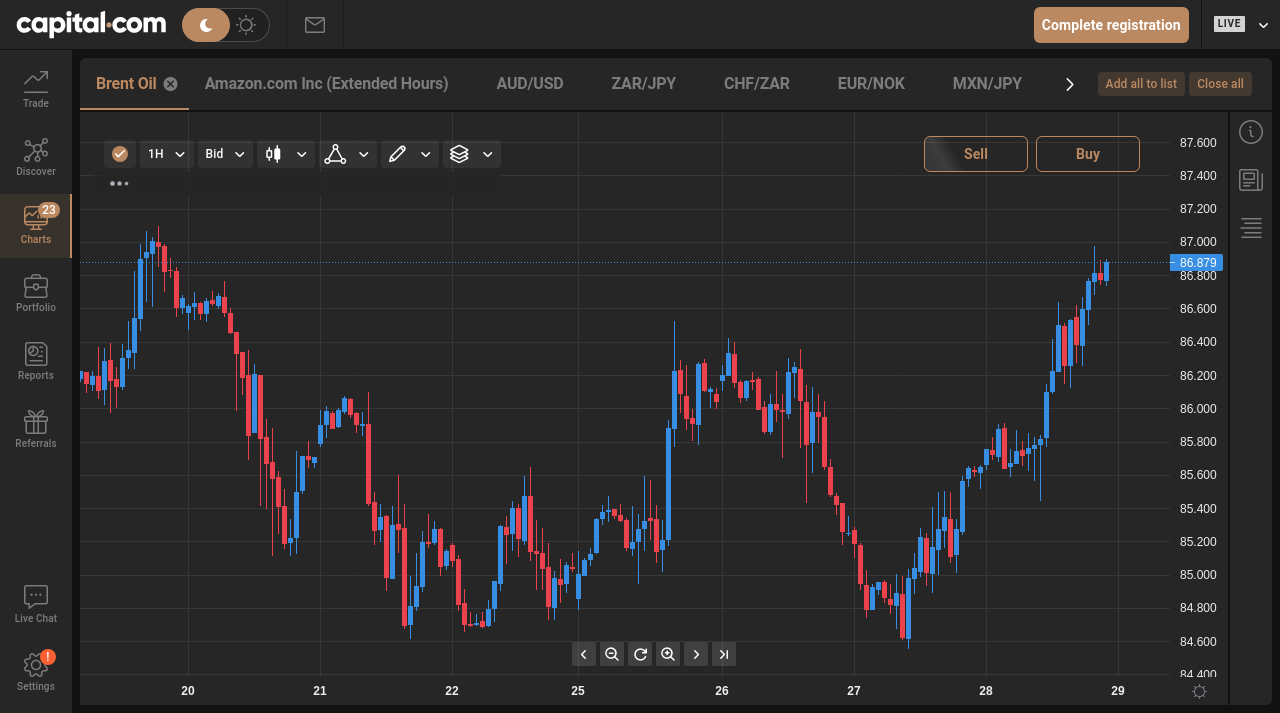 capital.com
Complete registration
LIVE
Trade
Discover
23
Charts
Portfolio
Reports
Referrals
Live Chat
!
Settings
Brent Oil
Amazon.com Inc (Extended Hours)
AUD/USD
ZAR/JPY
CHF/ZAR
EUR/NOK
MXN/JPY
Add all to list
Close all
1H
Bid
Sell
Buy
87.600
87.400
87.200
87.000
86.879
86.800
86.600
86.400
86.200
86.000
85.800
85.600
85.400
85.200
85.000
84.800
84.600
84.400
20
21
22
25
26
27
28
29